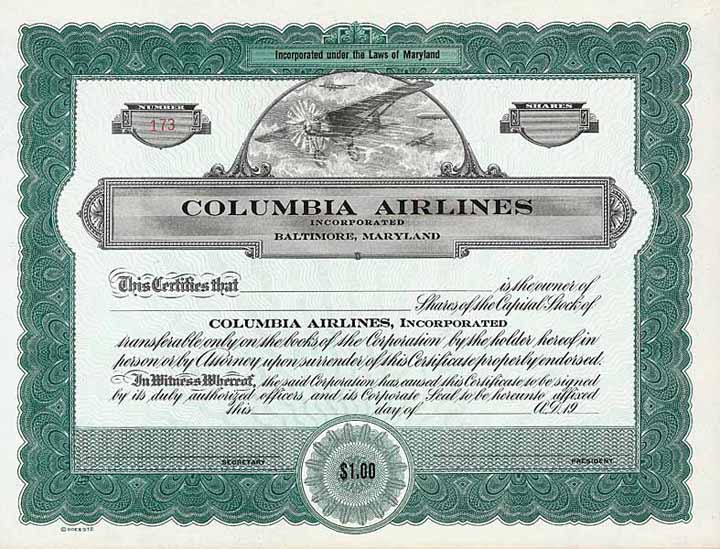 $1
Incorporated under the Laws of Maryland
NUMBER
173
SHARES
COLUMBIA AIRLINES
INCORPORATED
BALTIMORE, MARYLAND
This Certifies that is the owner of
Shares of the Capital Stock of
COLUMBIA AIRLINES, INCORPORATED
transferable only on the books of the Corporation by the holder hereof in
person or by Attorney upon surrender of this Certificate properly endorsed.
In Witness Whereof, the said Corporation has caused this Certificate to be signed
by its duly authorized officers and its Corporate Seal to be hereunto affixed
this day of A.D. 19
SECRETARY
PRESIDENT
$1.00